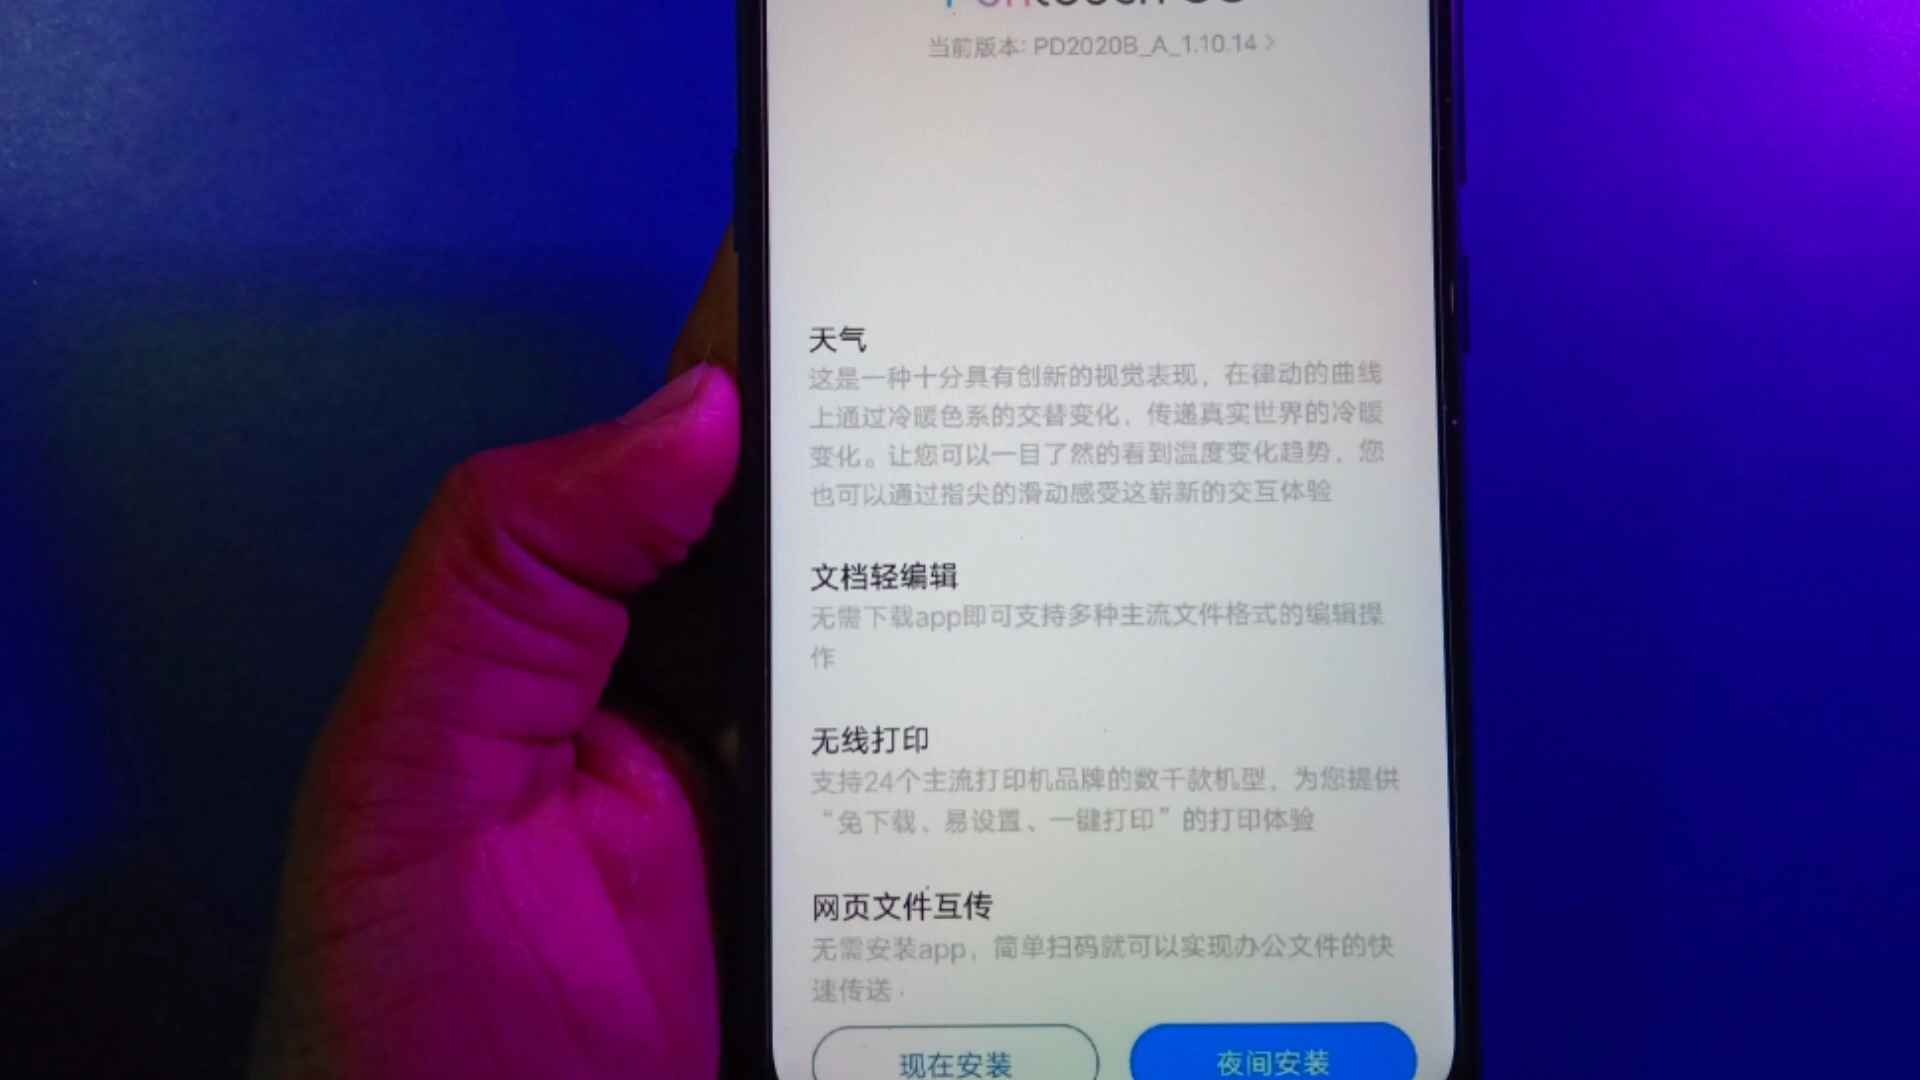 当前版本: PD2020B_A_1.10.14 >
天气
这是一种十分具有创新的视觉表现，在律动的曲线
上通过冷暖色系的交替变化，传递真实世界的冷暖
变化。让您可以一目了然的看到温度变化趋势，您
也可以通过指尖的滑动感受这崭新的交互体验
文档轻编辑
无需下载app即可支持多种主流文件格式的编辑操
作
无线打印
支持24个主流打印机品牌的数千款机型，为您提供
“免下载、易设置、一键打印”的打印体验
网页文件互传
无需安装app，简单扫码就可以实现办公文件的快
速传送
现在安装
夜间安装